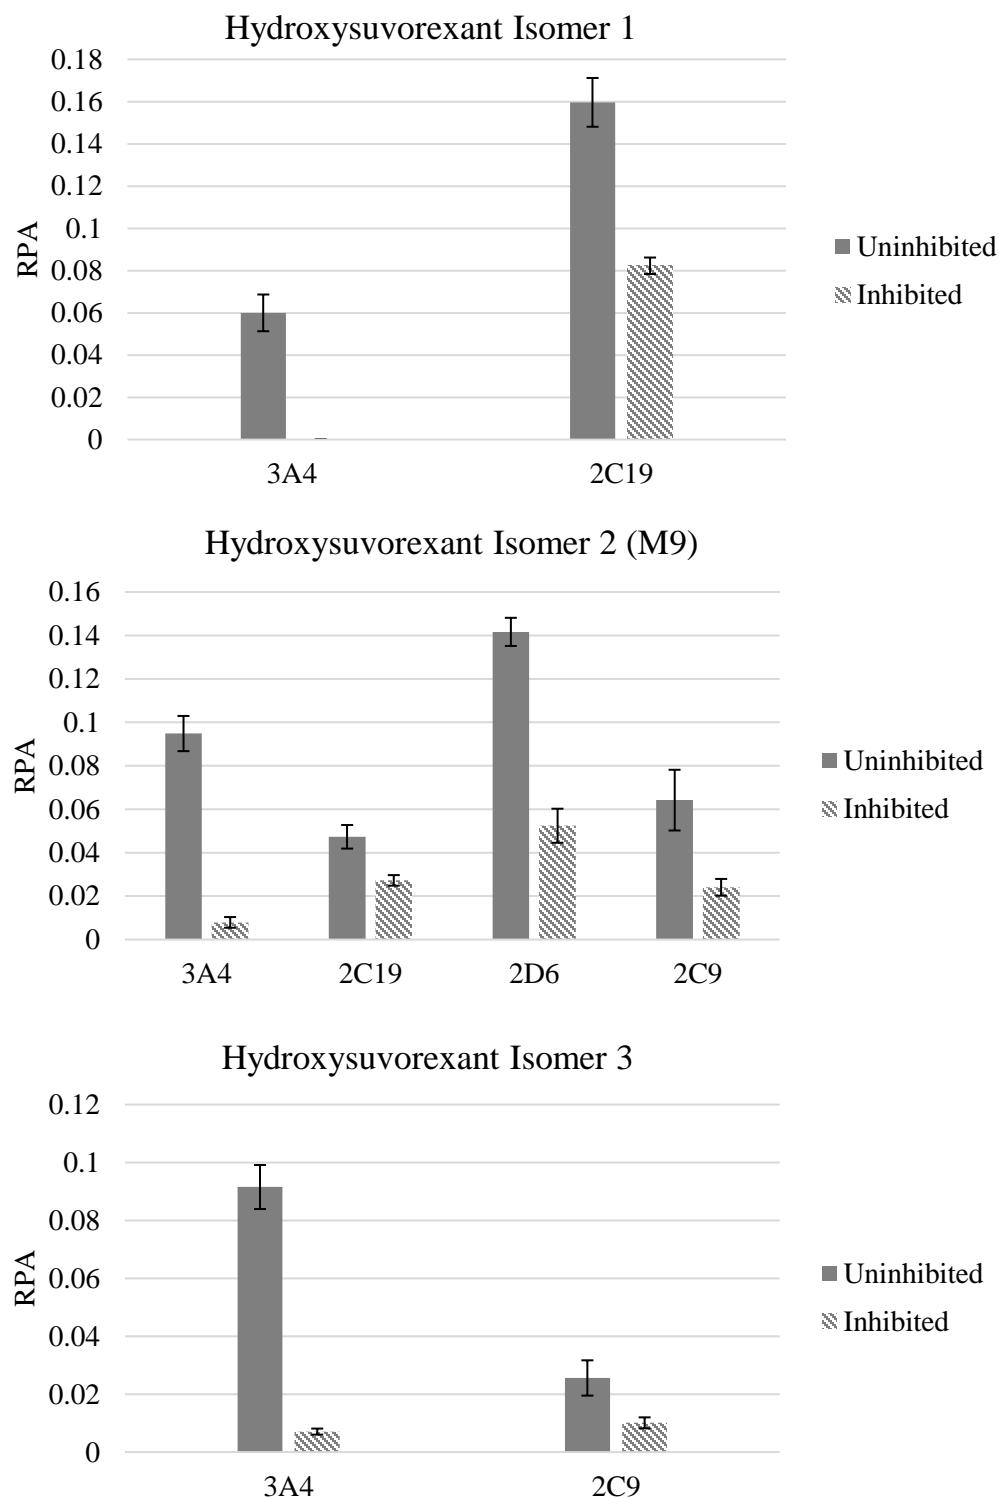 Hydroxysuvorexant Isomer 1
0.18
0.16
0.14
0.12
0.1
0.08
0.06
0.04
0.02
0
RPA
3A4 2C19
Uninhibited
Inhibited
Hydroxysuvorexant Isomer 2 (M9)
0.16
0.14
0.12
0.1
0.08
0.06
0.04
0.02
0
RPA
3A4 2C19 2D6 2C9
Uninhibited
Inhibited
Hydroxysuvorexant Isomer 3
0.12
0.1
0.08
0.06
0.04
0.02
0
RPA
3A4 2C9
Uninhibited
Inhibited